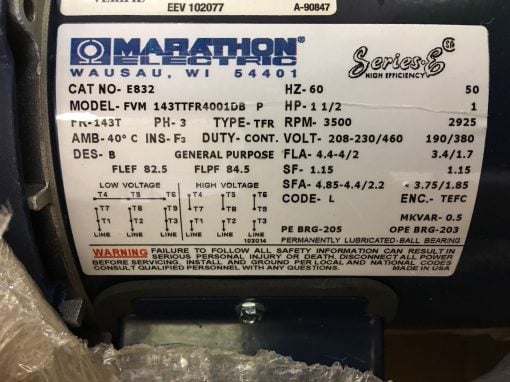 EEV 102077 A-90847
MARATHON® Series-E
ELECTRIC HIGH EFFICIENCY
WAUSAU, WI 54401
CAT NO- E832 HZ- 60 50
MODEL- FVM 143TTFR4001DB P HP- 1 1/2 1
FR-143T PH- 3 TYPE- TFR RPM- 3500 2925
AMB- 40°C INS- F3 DUTY- CONT. VOLT- 208-230/460 190/380
DES- B GENERAL PURPOSE FLA- 4.4-4/2 3.4/1.7
FLEF 82.5 FLPF 84.5 SF- 1.15 1.15
LOW VOLTAGE HIGH VOLTAGE SFA- 4.85-4.4/2.2 < 3.75/1.85
T4 T5 T6 T4 T5 T6 CODE- L ENC.- TEFC
T7 T8 T9 T7 T8 T9 MKVAR- 0.5
T1 T2 T3 T1 T2 T3
LINE LINE LINE LINE LINE LINE PE BRG-205 OPE BRG-203
103014 PERMANENTLY LUBRICATED-BALL BEARING
WARNING FAILURE TO FOLLOW ALL SAFETY INFORMATION CAN RESULT IN
SERIOUS PERSONAL INJURY OR DEATH. DISCONNECT ALL POWER
BEFORE SERVICING. INSTALL AND GROUND PER LOCAL AND NATIONAL CODES
CONSULT QUALIFIED PERSONNEL WITH ANY QUESTIONS. MADE IN USA